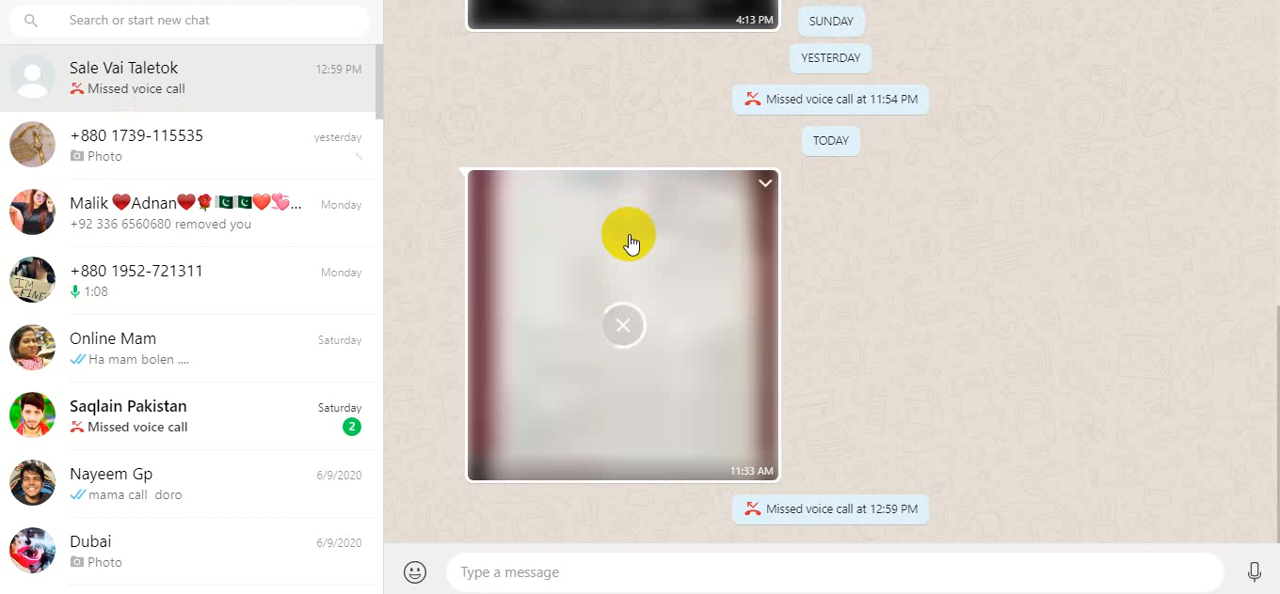 Search or start new chat
Sale Vai Taletok
12:59 PM
Missed voice call
+880 1739-115535
yesterday
Photo
Malik ❤️Adnan❤️🌹🇵🇰🇵🇰❤️💞...
Monday
+92 336 6560680 removed you
+880 1952-721311
Monday
1:08
Online Mam
Saturday
Ha mam bolen ....
Saqlain Pakistan
Saturday
Missed voice call
2
Nayeem Gp
6/9/2020
mama call doro
Dubai
6/9/2020
Photo
4:13 PM
SUNDAY
YESTERDAY
Missed voice call at 11:54 PM
TODAY
11:33 AM
Missed voice call at 12:59 PM
Type a message
I'M
FINE